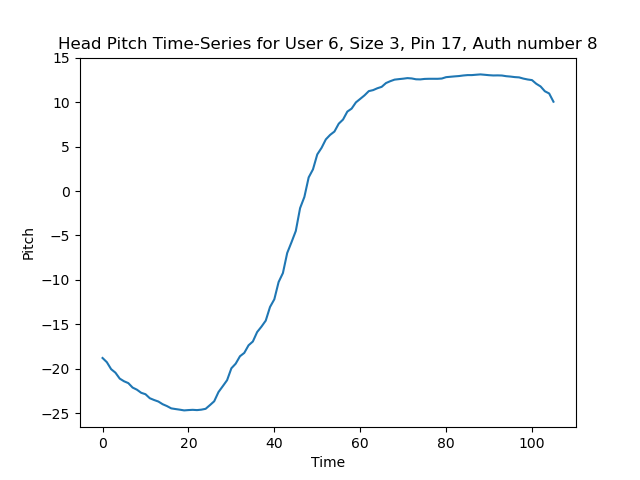 Head Pitch Time-Series for User 6, Size 3, Pin 17, Auth number 8
15
10
5
0
−5
−10
−15
−20
−25
Pitch
0 20 40 60 80 100
Time